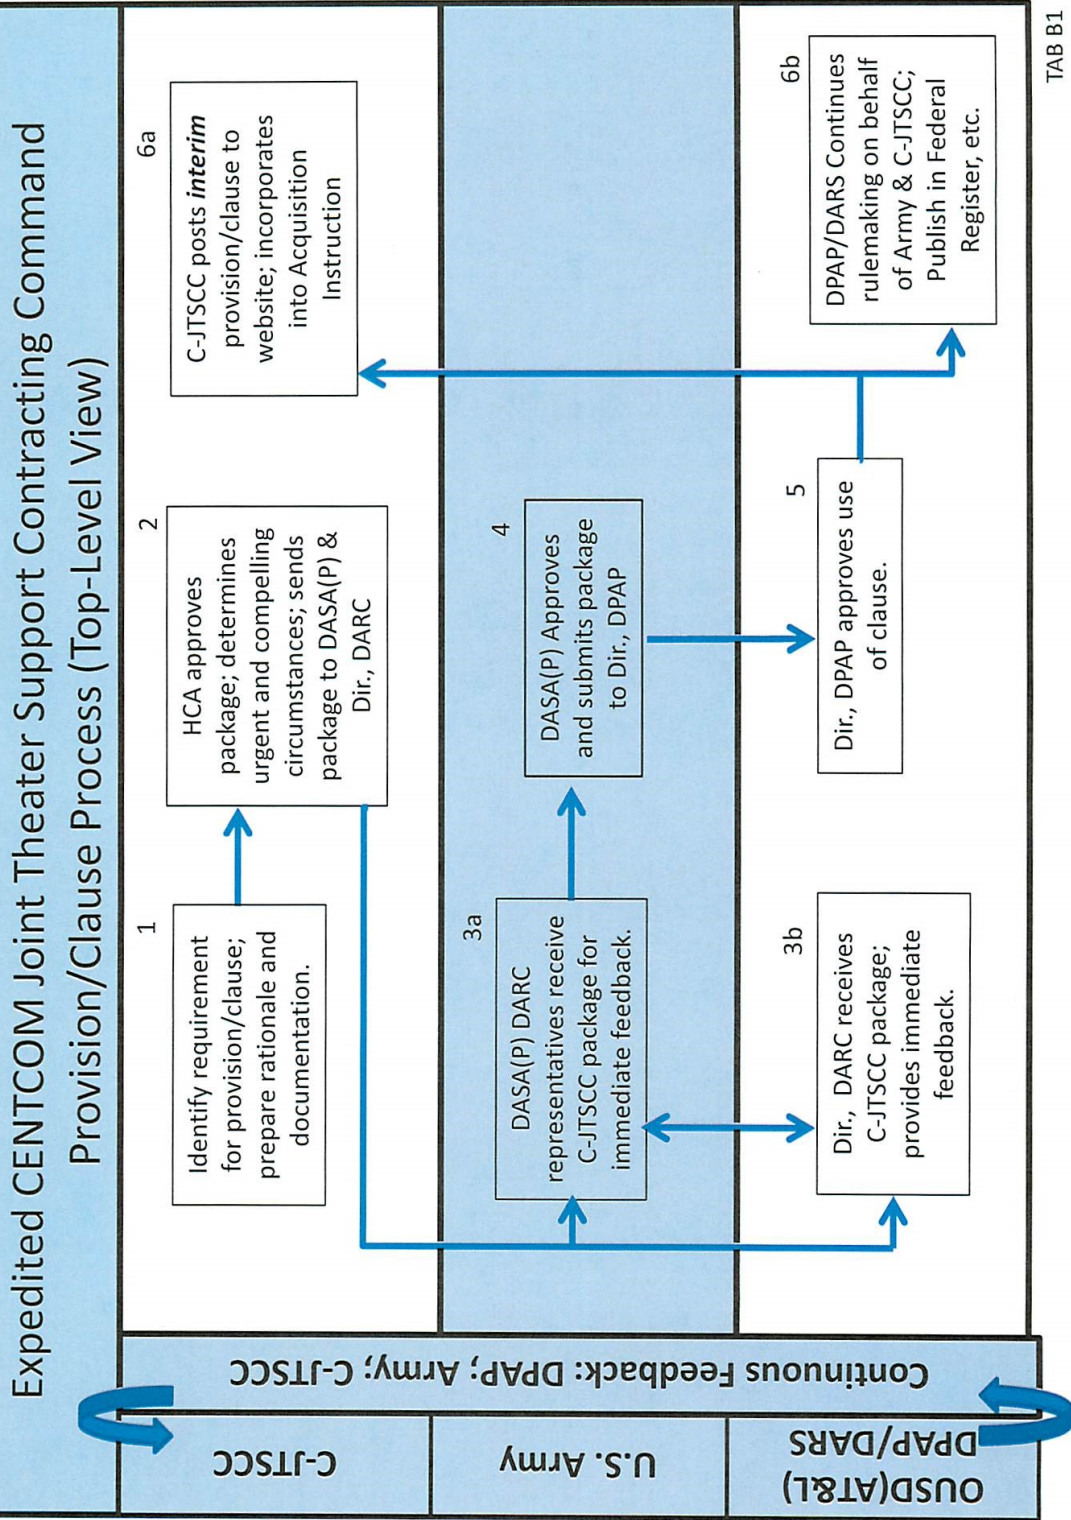 Expedited CENTCOM Joint Theater Support Contracting Command
Provision/Clause Process (Top-Level View)
C-JTSCC
U.S. Army
OUSD(AT&L)
DPAP/DARS
Continuous Feedback: DPAP; Army; C-JTSCC
1
Identify requirement
for provision/clause;
prepare rationale and
documentation.
2
HCA approves
package; determines
urgent and compelling
circumstances; sends
package to DASA(P) &
Dir., DARC
3a
DASA(P) DARC
representatives receive
C-JTSCC package for
immediate feedback.
3b
Dir., DARC receives
C-JTSCC package;
provides immediate
feedback.
4
DASA(P) Approves
and submits package
to Dir., DPAP
5
Dir., DPAP approves use
of clause.
6a
C-JTSCC posts interim
provision/clause to
website; incorporates
into Acquisition
Instruction
6b
DPAP/DARS Continues
rulemaking on behalf
of Army & C-JTSCC;
Publish in Federal
Register, etc.
TAB B1